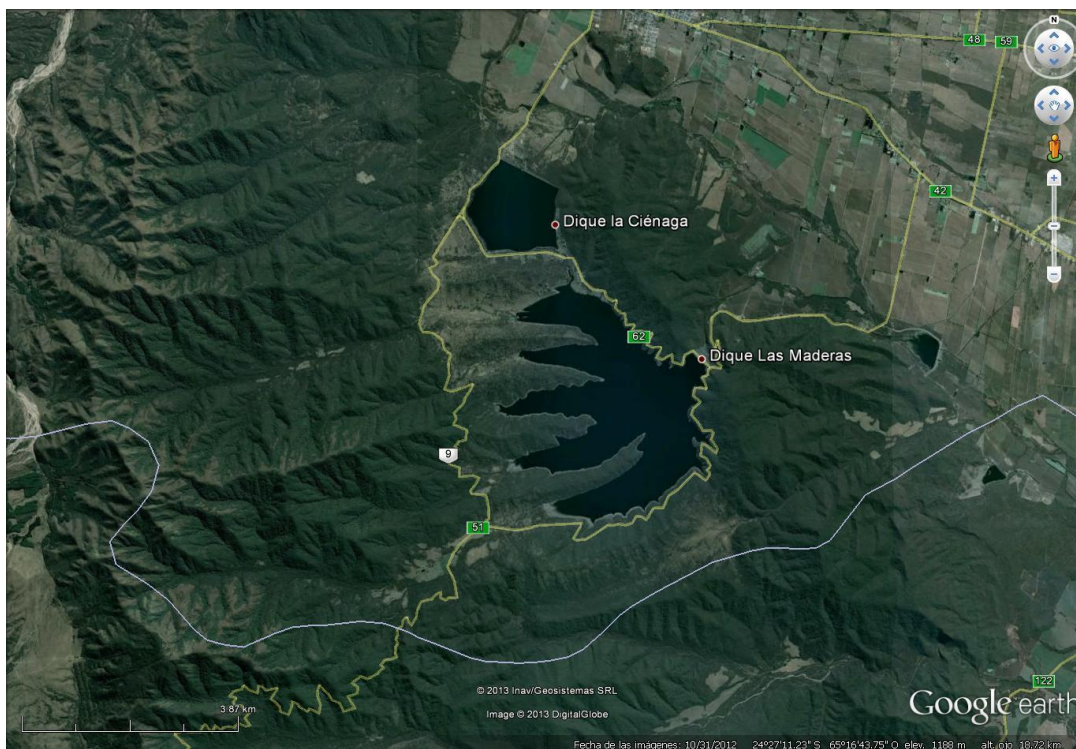 N
48
59
42
Dique la Ciénaga
62
Dique Las Maderas
9
51
122
3.87 km
© 2013 Inav/Geosistemas SRL
Image © 2013 DigitalGlobe
Google earth
Fecha de las imágenes: 10/31/2012 24°27'11.23" S 65°16'43.75" O elev. 1188 m alt. ojo 18.72 km